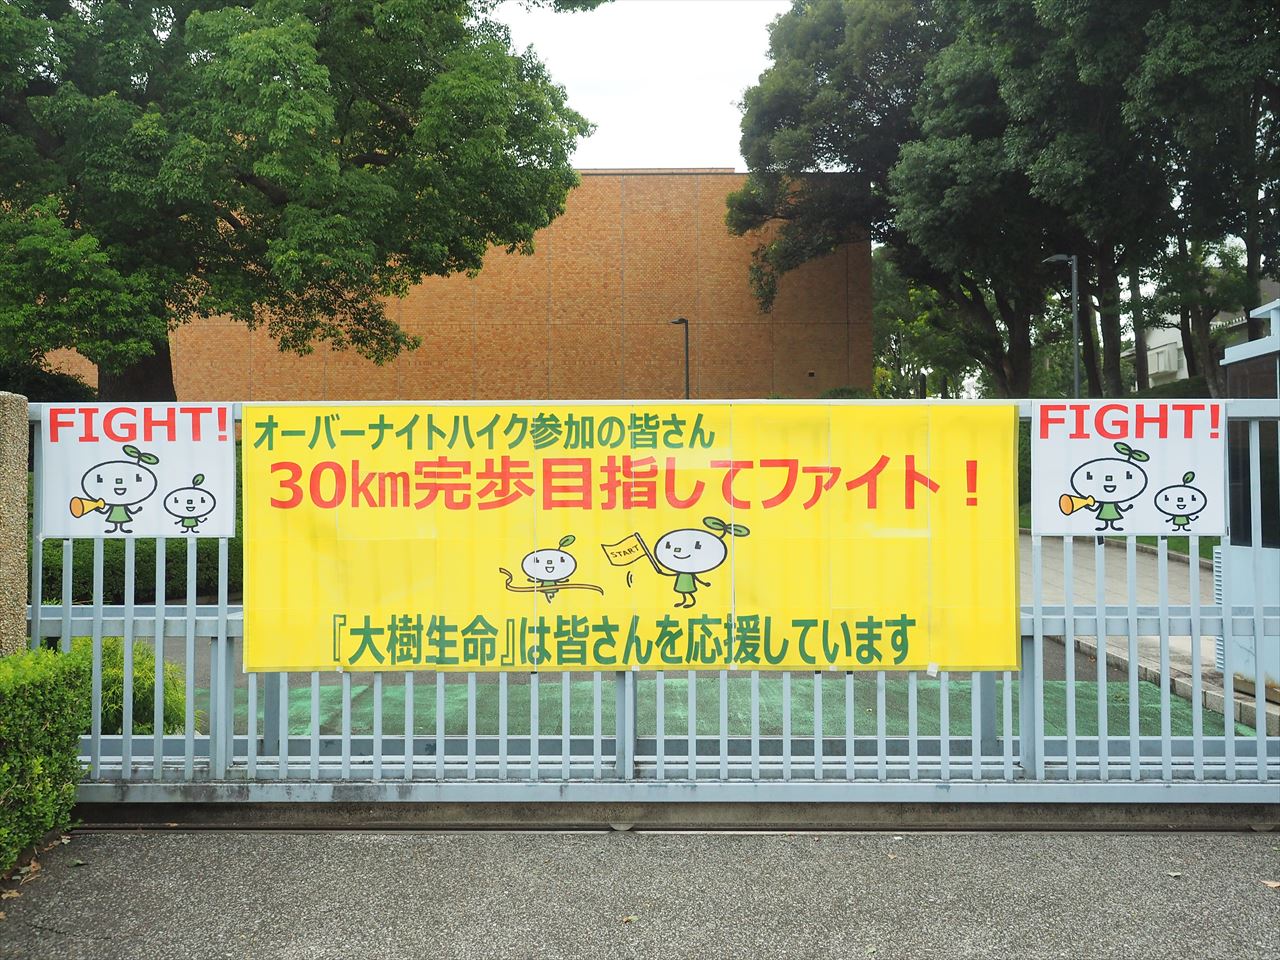 FIGHT!
オーバーナイトハイク参加の皆さん
30㎞完歩目指してファイト!
START
『大樹生命』は皆さんを応援しています
FIGHT!